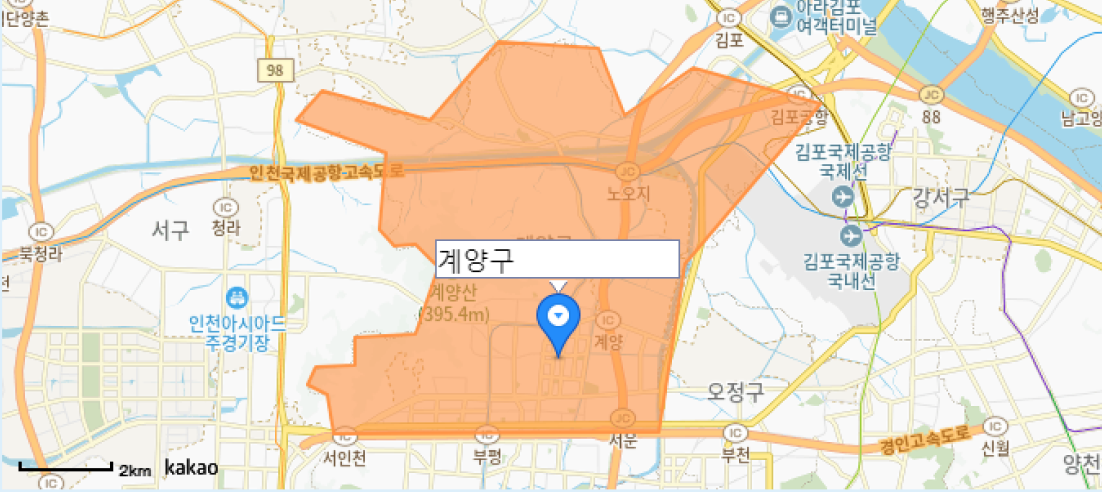 단양촌
IC
김포
아라김포
여객터미널
IC
행주산성
98
IC
김포공항
JC
88
IC
남고양
인천국제공항고속도로
JC
노오지
김포국제공항
국제선
강서구
IC
청라
서구
IC
북청라
계양구
김포국제공항
국내선
계양산
(395.4m)
인천아시아드
주경기장
IC
계양
오정구
IC
서인천
IC
부평
JC
서운
IC
부천
경인고속도로
IC
신월
양천
2km
kakao
IC